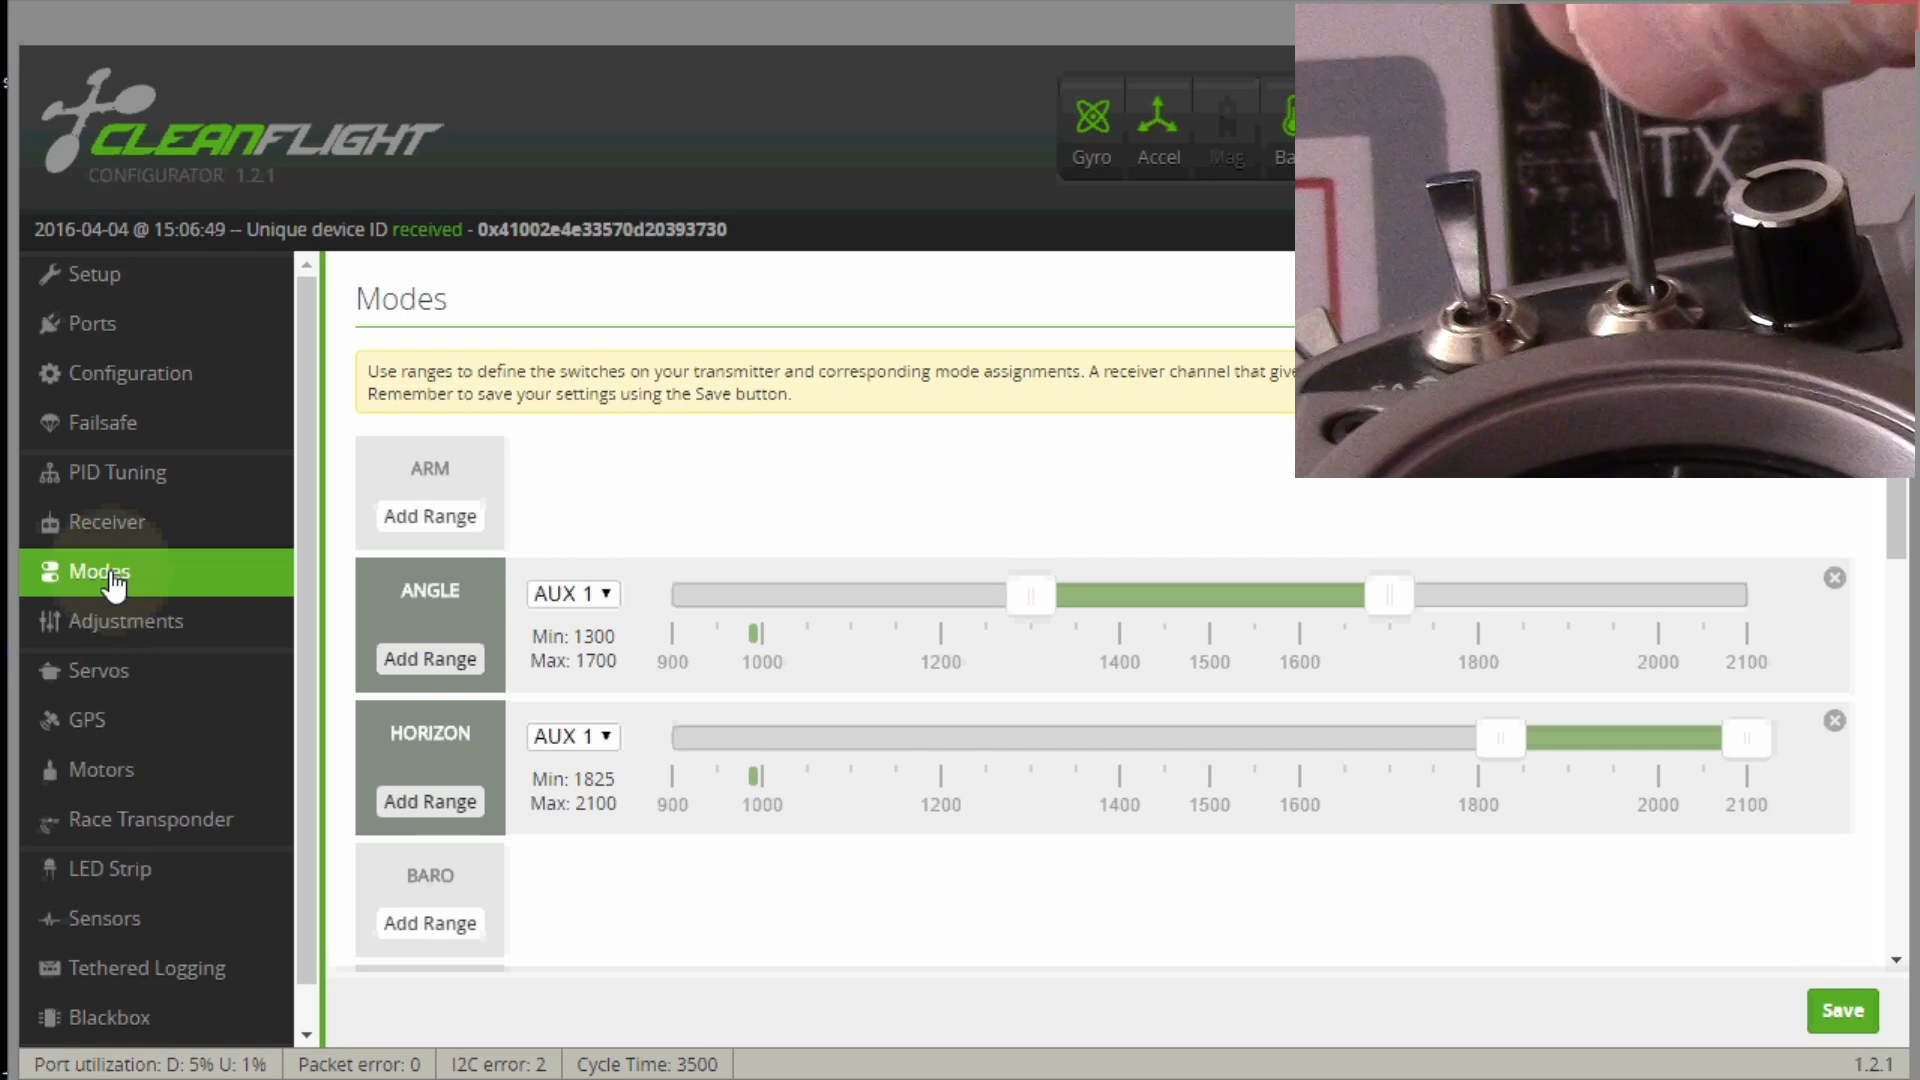 CLEANFLIGHT
CONFIGURATOR 1.2.1
Gyro
Accel
Mag
Ba
VTX
2016-04-04 @ 15:06:49 -- Unique device ID received - 0x41002e4e33570d20393730
Setup
Ports
Configuration
Failsafe
PID Tuning
Receiver
Modes
Adjustments
Servos
GPS
Motors
Race Transponder
LED Strip
Sensors
Tethered Logging
Blackbox
Modes
Use ranges to define the switches on your transmitter and corresponding mode assignments. A receiver channel that give
Remember to save your settings using the Save button.
ARM
Add Range
ANGLE
Add Range
AUX 1
Min: 1300
Max: 1700
900 1000 1200 1400 1500 1600 1800 2000 2100
HORIZON
Add Range
AUX 1
Min: 1825
Max: 2100
900 1000 1200 1400 1500 1600 1800 2000 2100
BARO
Add Range
Save
Port utilization: D: 5% U: 1% Packet error: 0 I2C error: 2 Cycle Time: 3500 1.2.1